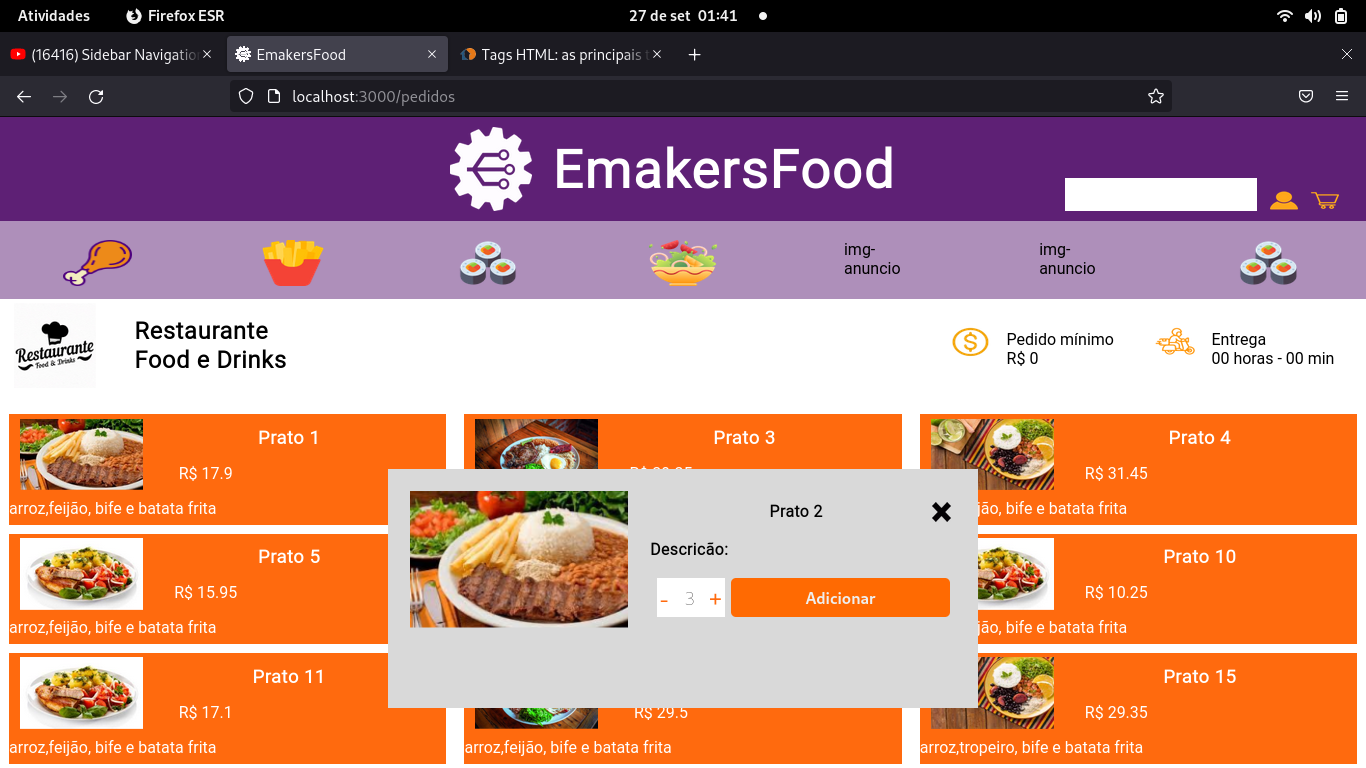 Atividades Firefox ESR 27 de set 01:41
(16416) Sidebar Navigation EmakersFood Tags HTML: as principais t
localhost:3000/pedidos
EmakersFood
img-
anuncio
img-
anuncio
Restaurante
Food & Drinks
Restaurante
Food e Drinks
Pedido mínimo
R$ 0
Entrega
00 horas - 00 min
Prato 1
R$ 17.9
arroz,feijão, bife e batata frita
Prato 3
Prato 4
R$ 31.45
jão, bife e batata frita
Prato 2
Descricão:
- 3 +
Adicionar
Prato 5
R$ 15.95
arroz,feijão, bife e batata frita
Prato 10
R$ 10.25
jão, bife e batata frita
Prato 11
R$ 17.1
arroz,feijão, bife e batata frita
R$ 29.5
arroz,feijão, bife e batata frita
Prato 15
R$ 29.35
arroz,tropeiro, bife e batata frita